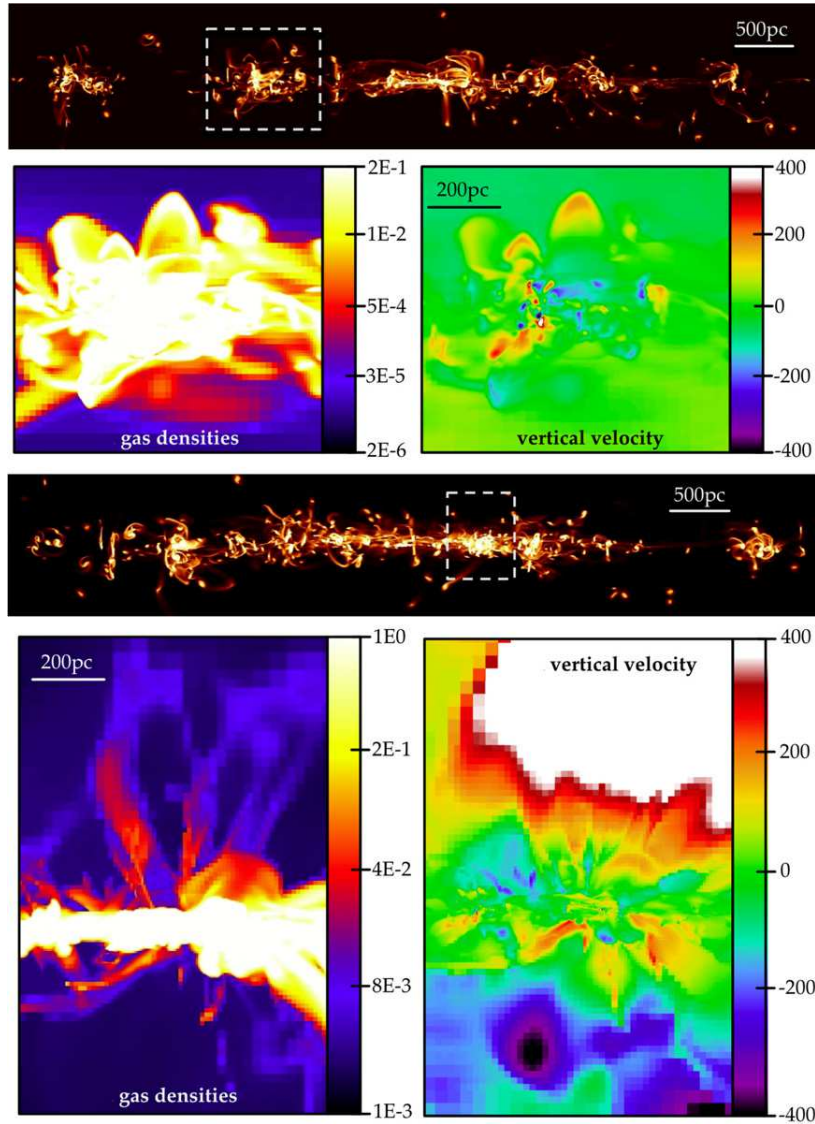 500pc
2E-1
1E-2
5E-4
3E-5
2E-6
gas densities
200pc
400
200
0
-200
-400
vertical velocity
500pc
200pc
1E0
2E-1
4E-2
8E-3
1E-3
gas densities
vertical velocity
400
200
0
-200
-400